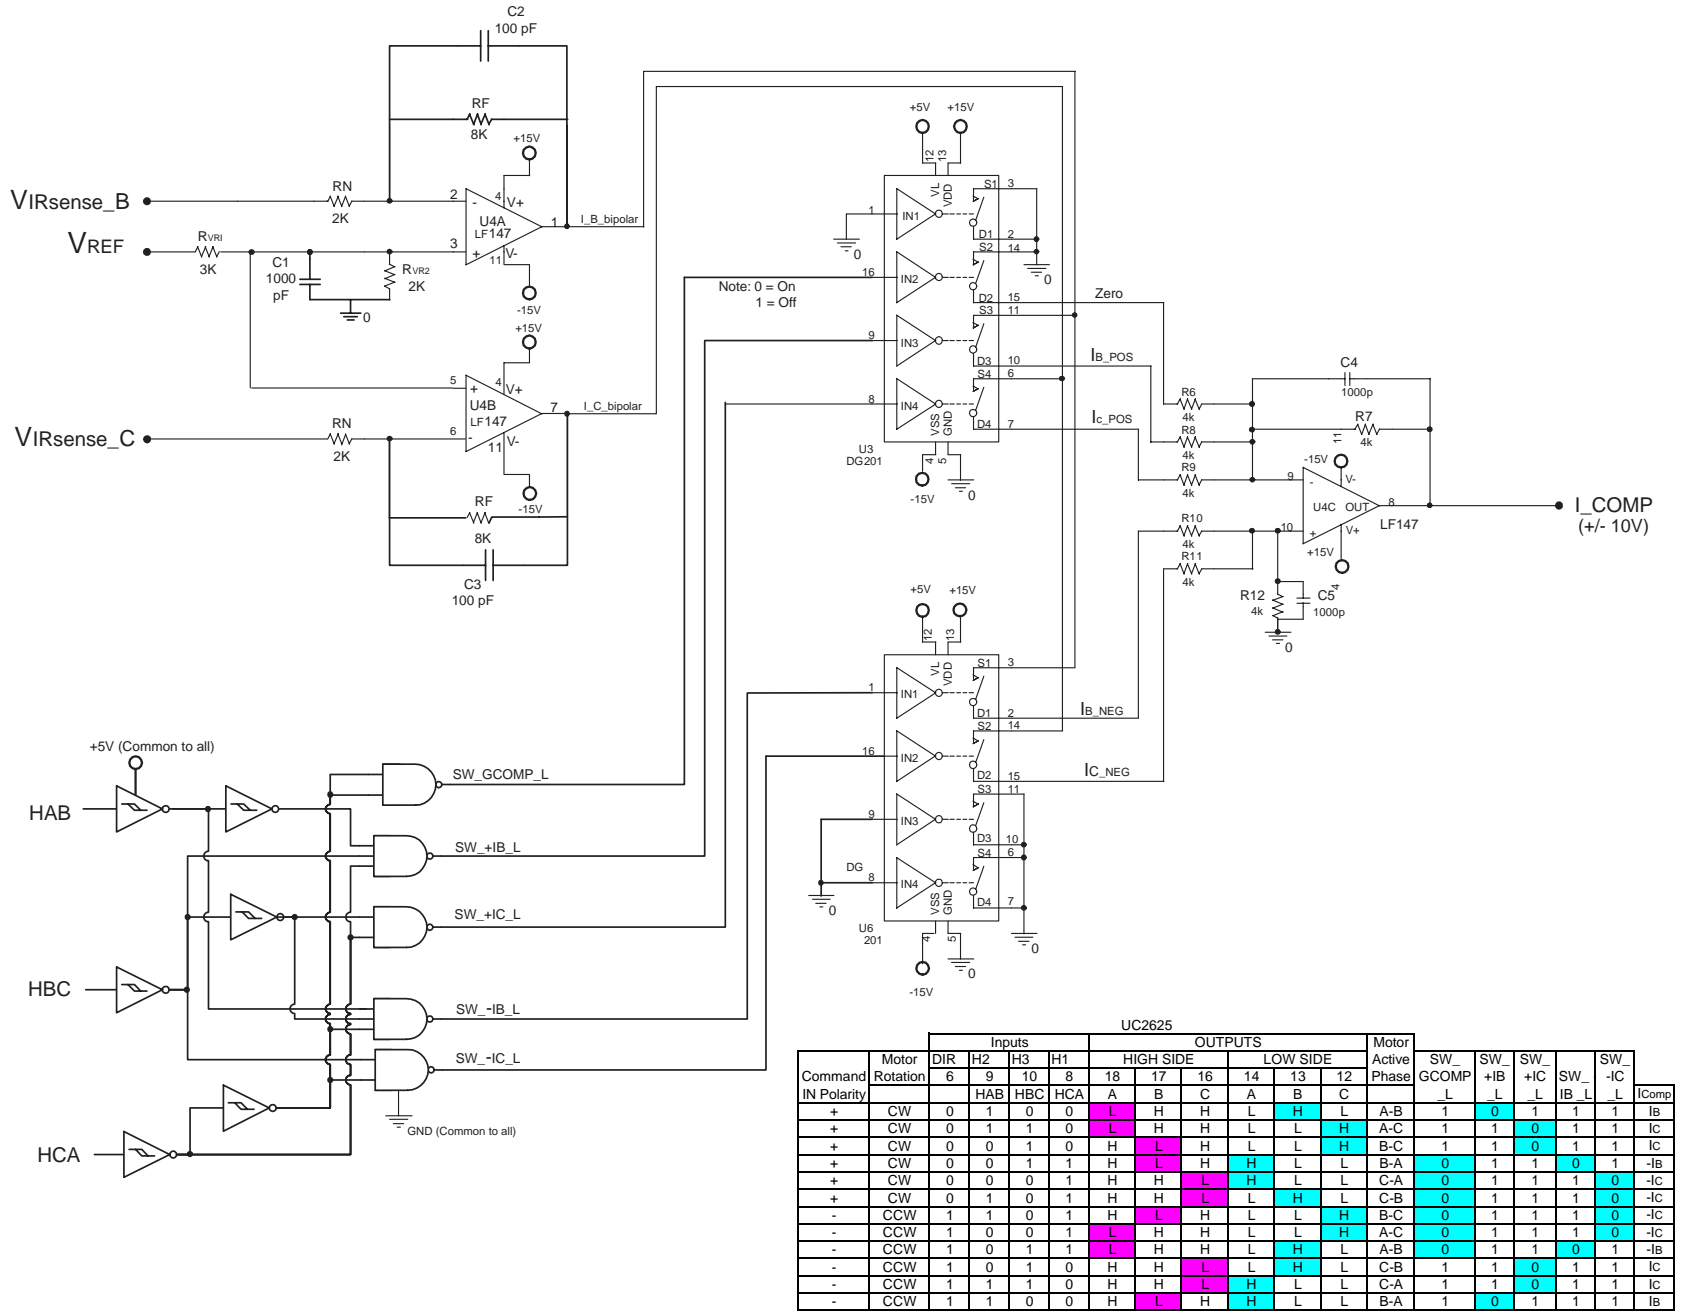 C2
100 pF
RF
8K
+15V
VIRsense_B
RN
2K
2
-
4
V+
U4A
LF147
1
I_B_bipolar
VREF
RVR1
3K
C1
1000
pF
RVR2
2K
3
+
11
V-
-15V
0
+15V
5
+
4
V+
U4B
LF147
7
I_C_bipolar
VIRsense_C
RN
2K
6
-
11
V-
-15V
RF
8K
C3
100 pF
Note: 0 = On
1 = Off
+5V
+15V
12
13
VL
VDD
S1
3
1
IN1
0
D1
2
S2
14
0
16
IN2
D2
15
Zero
S3
11
9
IN3
D3
10
IB_POS
S4
6
8
IN4
D4
7
Ic_POS
VSS
GND
U3
DG201
4
5
-15V
0
R6
4k
R8
4k
R9
4k
C4
1000p
R7
4k
11
-15V
V-
9
-
U4C
OUT
8
LF147
10
+
V+
+15V
4
I_COMP
(+/- 10V)
R10
4k
R11
4k
R12
4k
C5
1000p
0
+5V
+15V
12
13
VL
VDD
S1
3
1
IN1
D1
2
IB_NEG
S2
14
16
IN2
D2
15
IC_NEG
S3
11
9
IN3
D3
10
S4
6
DG
8
IN4
D4
7
0
VSS
GND
U6
201
4
5
-15V
0
0
+5V (Common to all)
HAB
HBC
HCA
SW_GCOMP_L
SW_+IB_L
SW_+IC_L
SW_-IB_L
SW_-IC_L
GND (Common to all)
UC2625
Inputs OUTPUTS Motor
Motor DIR H2 H3 H1 HIGH SIDE LOW SIDE Active SW_ SW_ SW_ SW_
Command Rotation 6 9 10 8 18 17 16 14 13 12 Phase GCOMP +IB +IC SW_ -IC
IN Polarity HAB HBC HCA A B C A B C _L _L _L IB _L _L IComp
+ CW 0 1 0 0 L H H L H L A-B 1 0 1 1 1 IB
+ CW 0 1 1 0 L H H L L H A-C 1 1 0 1 1 IC
+ CW 0 0 1 0 H L H L L H B-C 1 1 0 1 1 IC
+ CW 0 0 1 1 H L H H L L B-A 0 1 1 0 1 -IB
+ CW 0 0 0 1 H H L H L L C-A 0 1 1 1 0 -IC
+ CW 0 1 0 1 H H L L H L C-B 0 1 1 1 0 -IC
- CCW 1 1 0 1 H L H L L H B-C 0 1 1 1 0 -IC
- CCW 1 0 0 1 L H H L L H A-C 0 1 1 1 0 -IC
- CCW 1 0 1 1 L H H L H L A-B 0 1 1 0 1 -IB
- CCW 1 0 1 0 H H L L H L C-B 1 1 0 1 1 IC
- CCW 1 1 1 0 H H L H L L C-A 1 1 0 1 1 IC
- CCW 1 1 0 0 H L H H L L B-A 1 0 1 1 1 IB